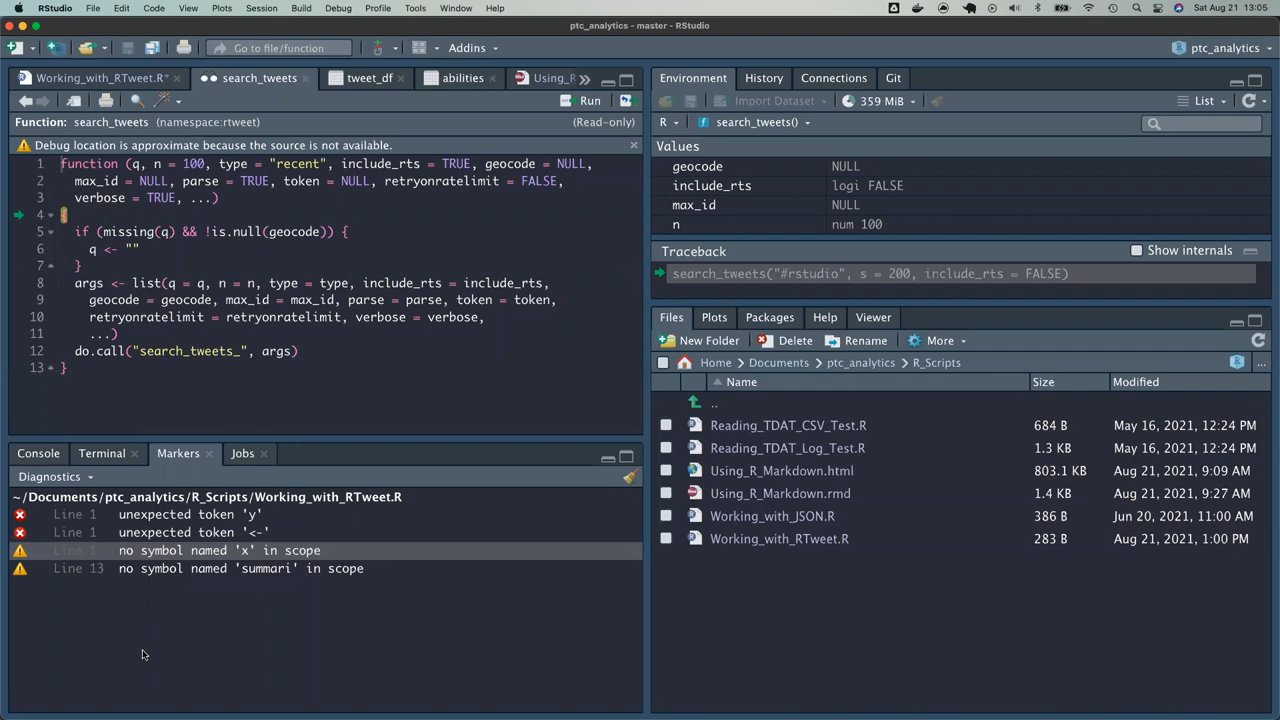 RStudio File Edit Code View Plots Session Build Debug Profile Tools Window Help Sat Aug 21 13:05
ptc_analytics - master - RStudio
Go to file/function Addins ptc_analytics
Working_with_RTweet.R* search_tweets tweet_df abilities Using_R
Run
Function: search_tweets (namespace:rtweet) (Read-only)
Debug location is approximate because the source is not available.
1 function (q, n = 100, type = "recent", include_rts = TRUE, geocode = NULL,
2 max_id = NULL, parse = TRUE, token = NULL, retryonratelimit = FALSE,
3 verbose = TRUE, ...)
4 {
5 if (missing(q) && !is.null(geocode)) {
6 q <- ""
7 }
8 args <- list(q = q, n = n, type = type, include_rts = include_rts,
9 geocode = geocode, max_id = max_id, parse = parse, token = token,
10 retryonratelimit = retryonratelimit, verbose = verbose,
11 ...)
12 do.call("search_tweets_", args)
13 }
Console Terminal Markers Jobs
Diagnostics
~/Documents/ptc_analytics/R_Scripts/Working_with_RTweet.R
Line 1 unexpected token 'y'
Line 1 unexpected token '<-'
Line 1 no symbol named 'x' in scope
Line 13 no symbol named 'summari' in scope
Environment History Connections Git
Import Dataset 359 MiB List
R search_tweets()
Values
geocode NULL
include_rts logi FALSE
max_id NULL
n num 100
Traceback Show internals
search_tweets("#rstudio", s = 200, include_rts = FALSE)
Files Plots Packages Help Viewer
New Folder Delete Rename More
Home Documents ptc_analytics R_Scripts ...
Name Size Modified
..
Reading_TDAT_CSV_Test.R 684 B May 16, 2021, 12:24 PM
Reading_TDAT_Log_Test.R 1.3 KB May 16, 2021, 12:24 PM
Using_R_Markdown.html 803.1 KB Aug 21, 2021, 9:09 AM
Using_R_Markdown.rmd 1.4 KB Aug 21, 2021, 9:27 AM
Working_with_JSON.R 386 B Jun 20, 2021, 11:00 AM
Working_with_RTweet.R 283 B Aug 21, 2021, 1:00 PM